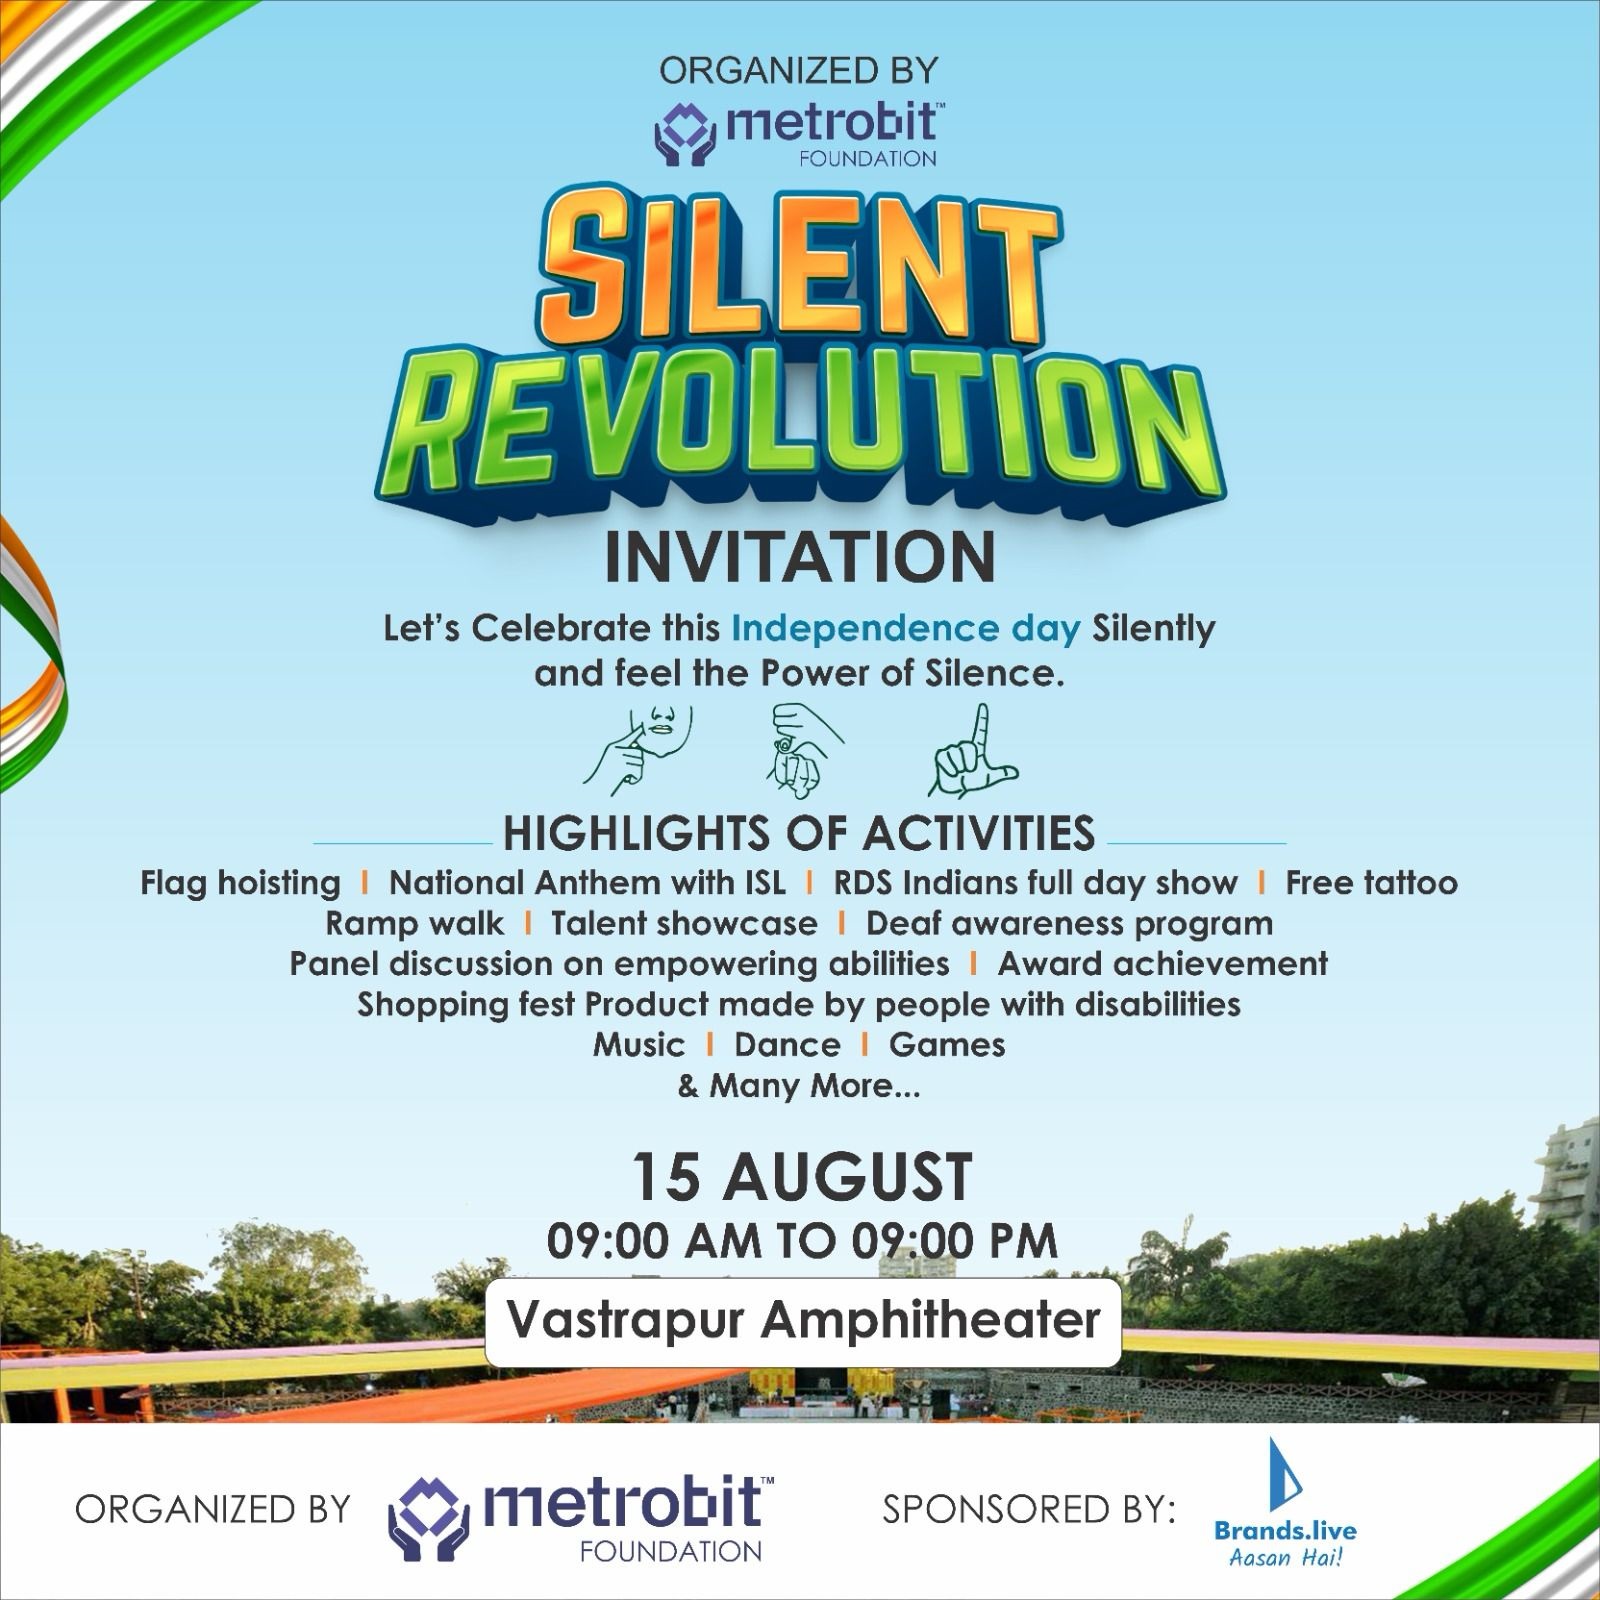 ORGANIZED BY
metrobit™
FOUNDATION
SILENT
REVOLUTION
INVITATION
Let's Celebrate this Independence day Silently
and feel the Power of Silence.
HIGHLIGHTS OF ACTIVITIES
Flag hoisting | National Anthem with ISL | RDS Indians full day show | Free tattoo
Ramp walk | Talent showcase | Deaf awareness program
Panel discussion on empowering abilities | Award achievement
Shopping fest Product made by people with disabilities
Music | Dance | Games
& Many More...
15 AUGUST
09:00 AM TO 09:00 PM
Vastrapur Amphitheater
ORGANIZED BY
metrobit™
FOUNDATION
SPONSORED BY:
Brands.live
Aasan Hai!